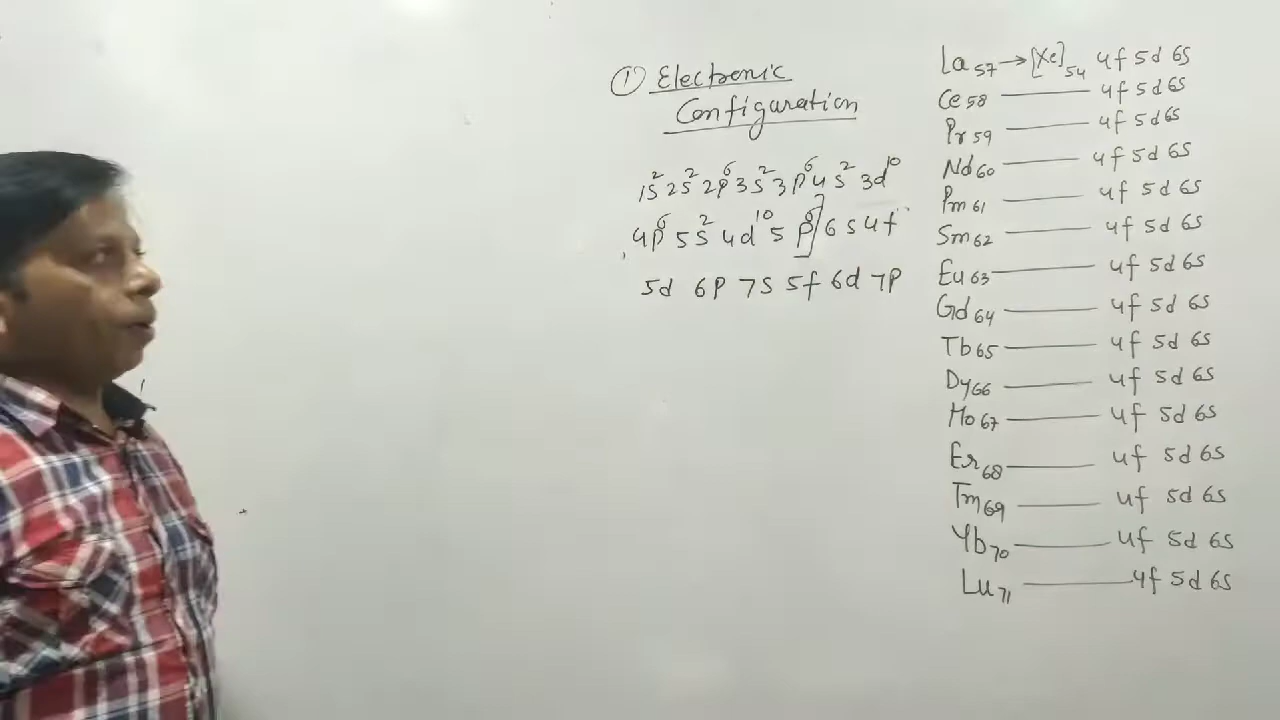 ① Electronic
Configuration
1s² 2s² 2p⁶ 3s² 3p⁶ 4s² 3d¹⁰
4p⁶ 5s² 4d¹⁰ 5p⁶] 6s 4f
5d 6p 7s 5f 6d 7p
La57 → [Xe]54 4f 5d 6s
Ce58 — 4f 5d 6s
Pr59 — 4f 5d 6s
Nd60 — 4f 5d 6s
Pm61 — 4f 5d 6s
Sm62 — 4f 5d 6s
Eu63 — 4f 5d 6s
Gd64 — 4f 5d 6s
Tb65 — 4f 5d 6s
Dy66 — 4f 5d 6s
Ho67 — 4f 5d 6s
Er68 — 4f 5d 6s
Tm69 — 4f 5d 6s
Yb70 — 4f 5d 6s
Lu71 — 4f 5d 6s